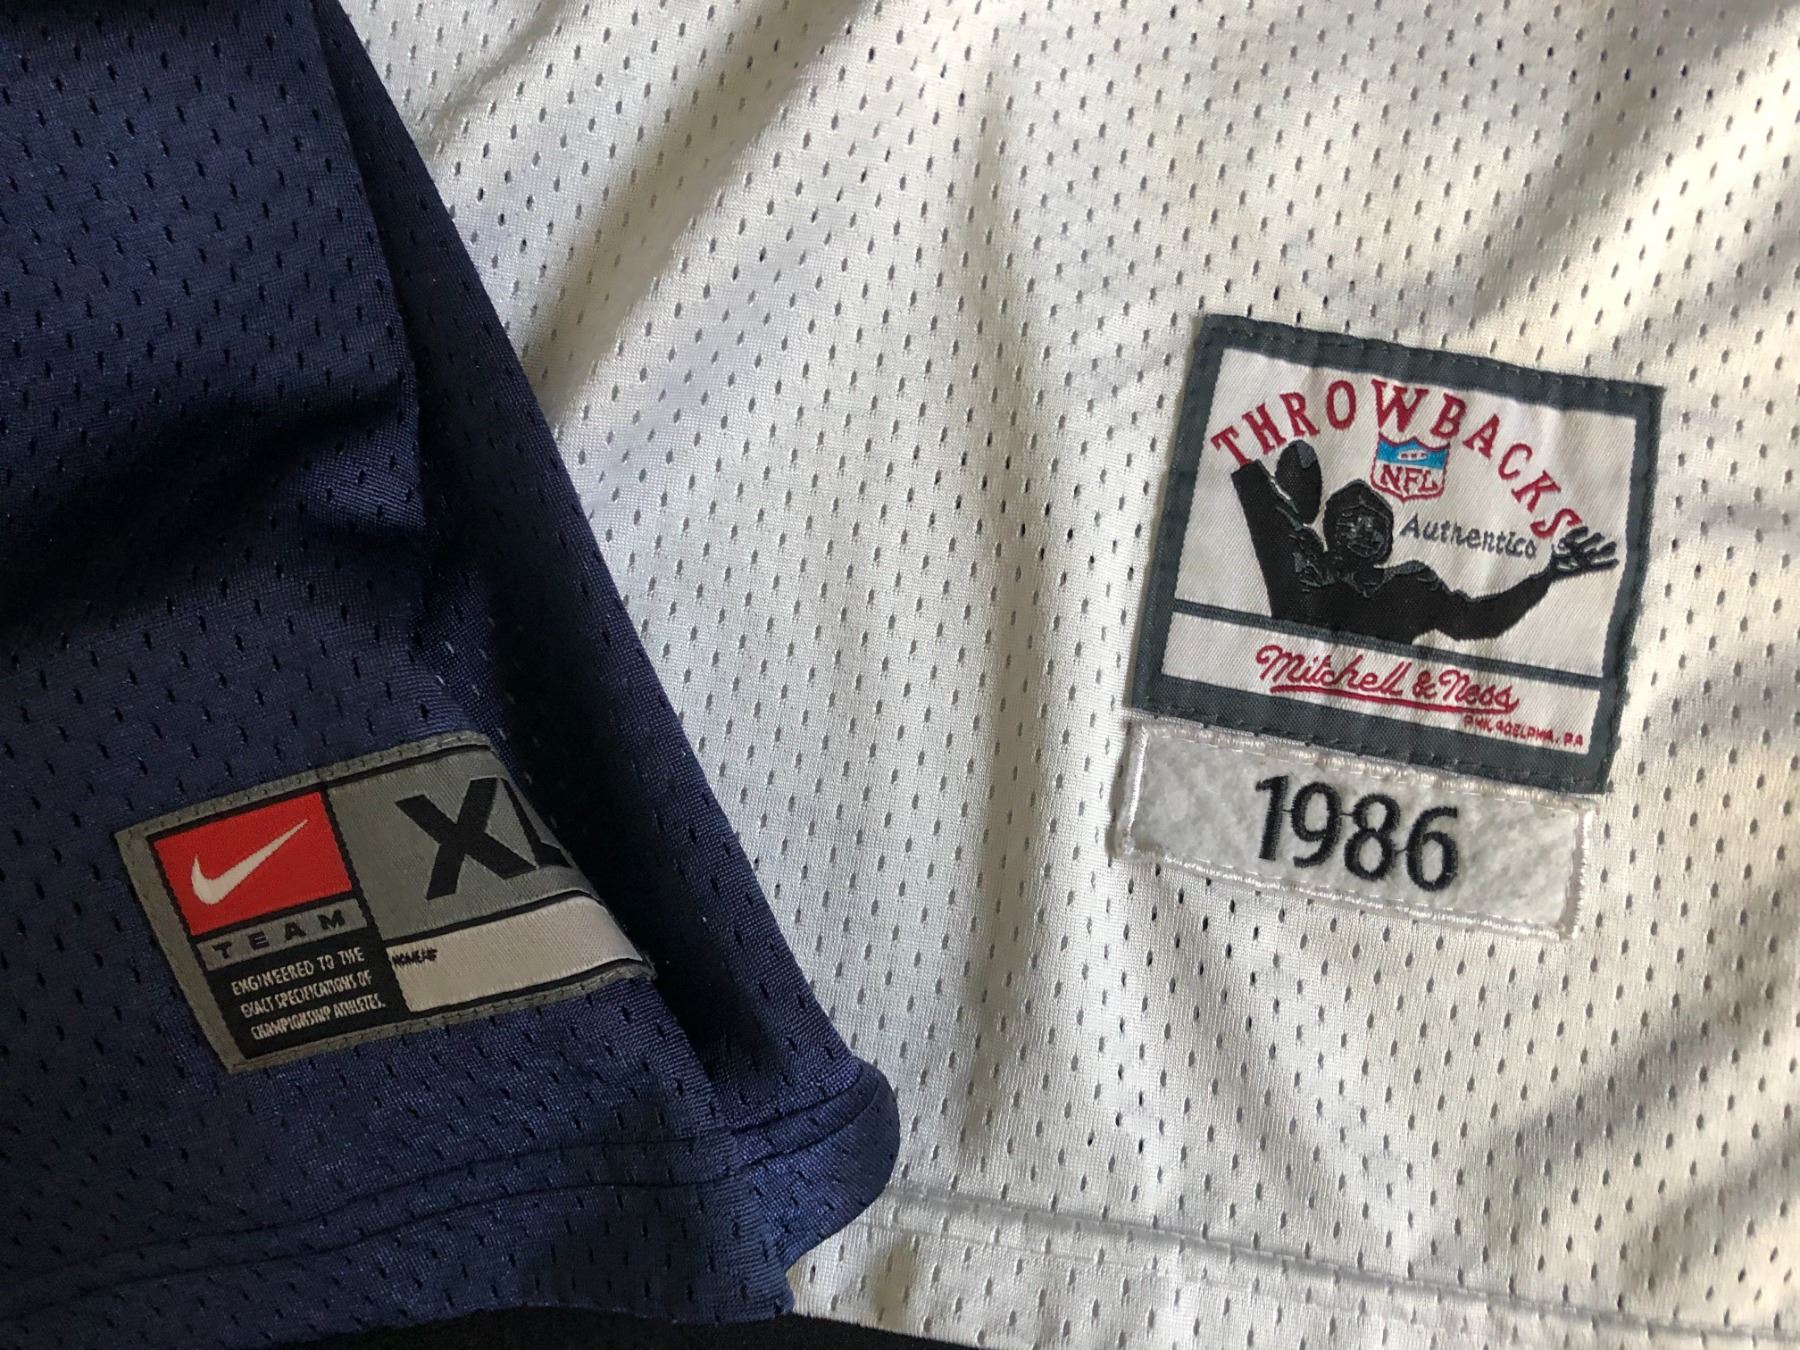 XL
TEAM
ENGINEERED TO THE
EXACT SPECIFICATIONS OF
CHAMPIONSHIP ATHLETES.
THROWBACKS
NFL
Authentics
Mitchell & Ness
PHILADELPHIA, PA
1986